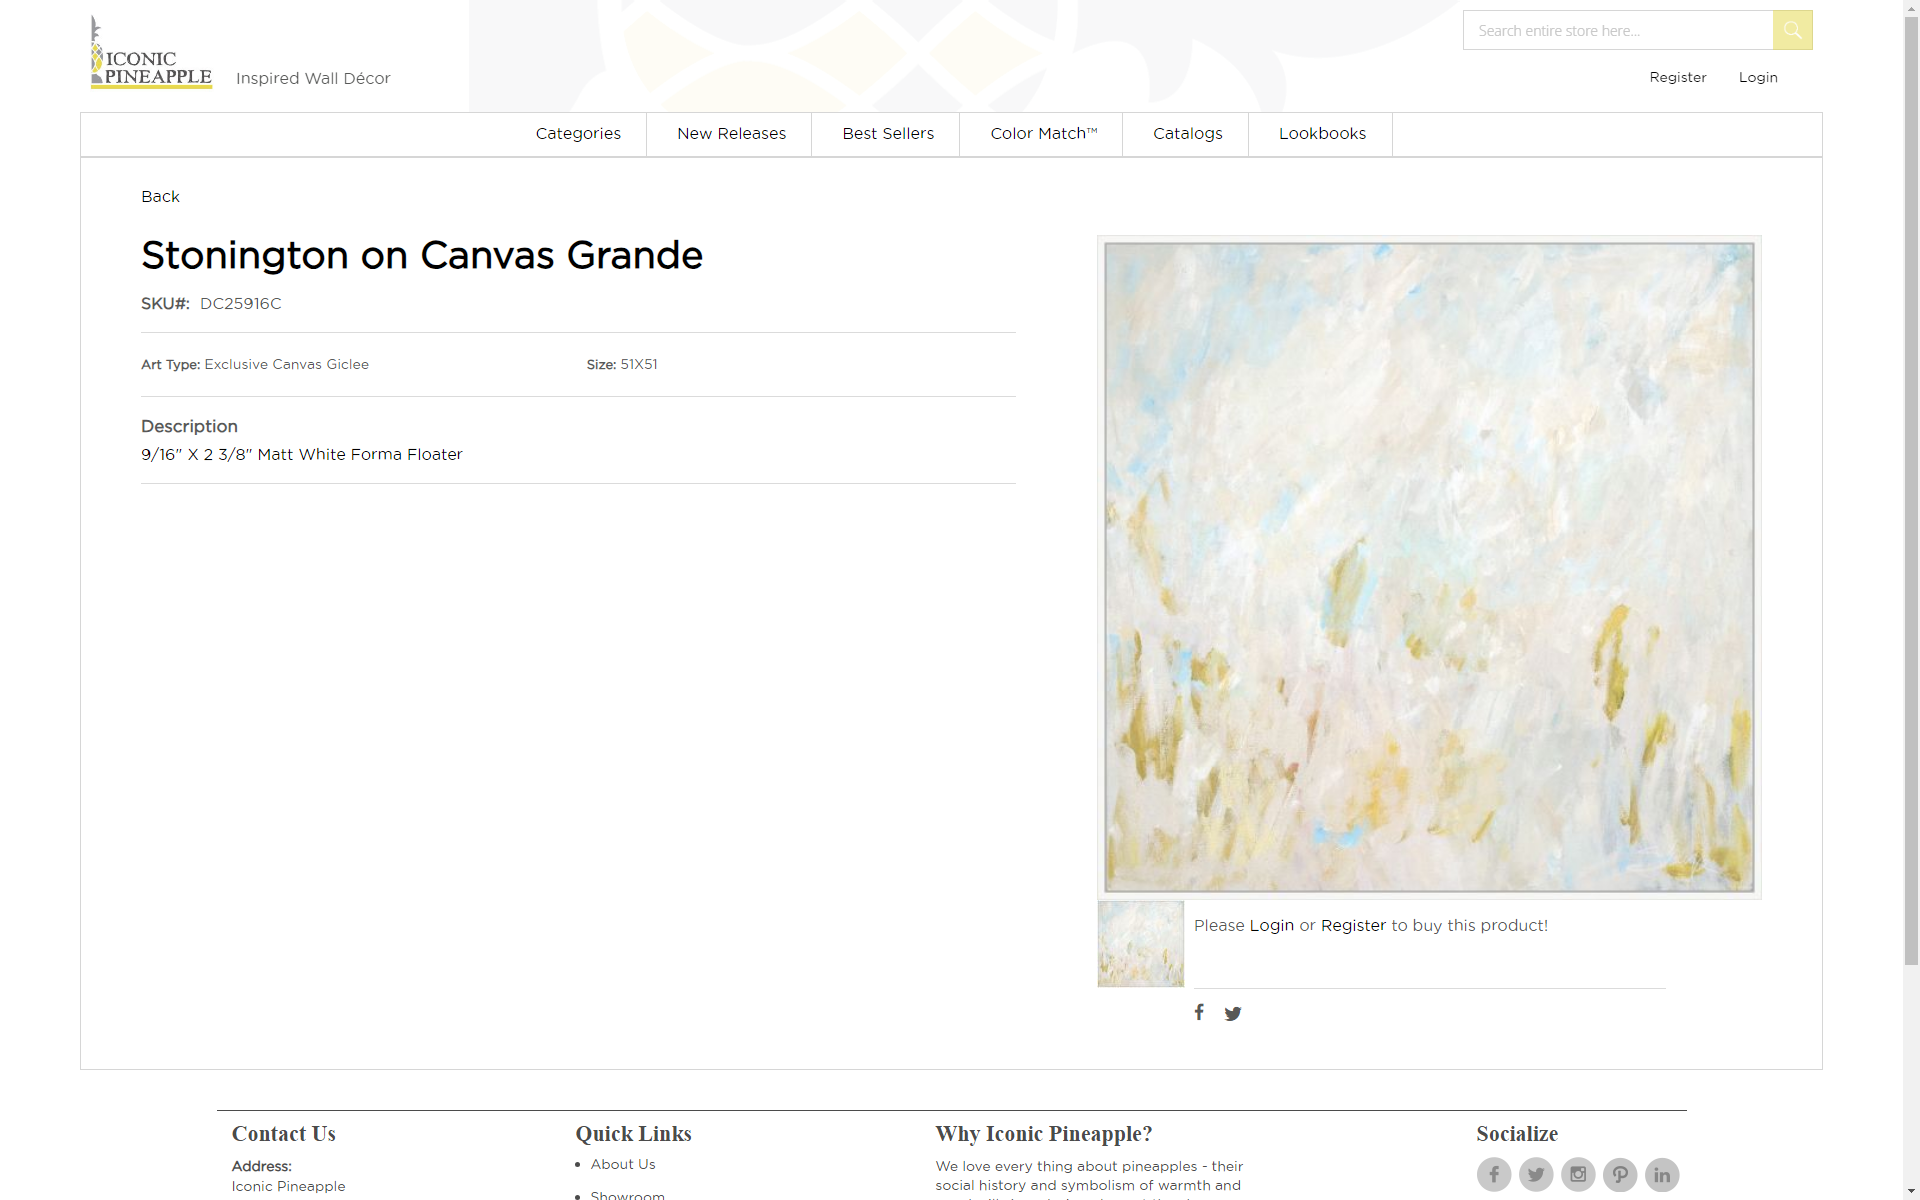 ICONIC
PINEAPPLE
Inspired Wall Décor
Search entire store here...
Register
Login
Categories
New Releases
Best Sellers
Color Match™
Catalogs
Lookbooks
Back
Stonington on Canvas Grande
SKU#: DC25916C
Art Type: Exclusive Canvas Giclee
Size: 51X51
Description
9/16" X 2 3/8" Matt White Forma Floater
Please Login or Register to buy this product!
Contact Us
Address:
Iconic Pineapple
Quick Links
About Us
Showroom
Why Iconic Pineapple?
We love every thing about pineapples - their
social history and symbolism of warmth and
Socialize